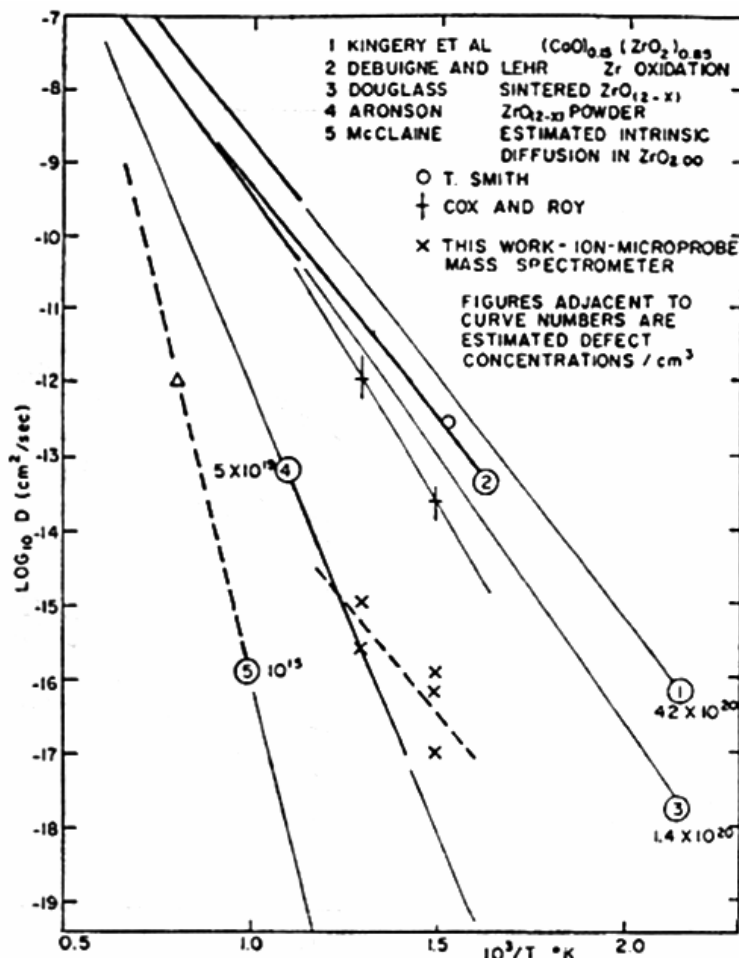 -7
-8
-9
-10
-11
-12
-13
-14
-15
-16
-17
-18
-19
LOG₁₀ D (cm²/sec)
1 KINGERY ET AL (CaO)0.15 (ZrO₂)0.85
2 DEBUIGNE AND LEHR Zr OXIDATION
3 DOUGLASS SINTERED ZrO(2-X)
4 ARONSON ZrO(2-X) POWDER
5 McCLAINE ESTIMATED INTRINSIC
DIFFUSION IN ZrO2.00
T. SMITH
COX AND ROY
THIS WORK - ION-MICROPROBE
MASS SPECTROMETER
FIGURES ADJACENT TO
CURVE NUMBERS ARE
ESTIMATED DEFECT
CONCENTRATIONS / cm³
2
4
5 10¹⁵
1
42 X 10²⁰
3
1.4 X 10²⁰
0.5 1.0 1.5 2.0
10³/T °K